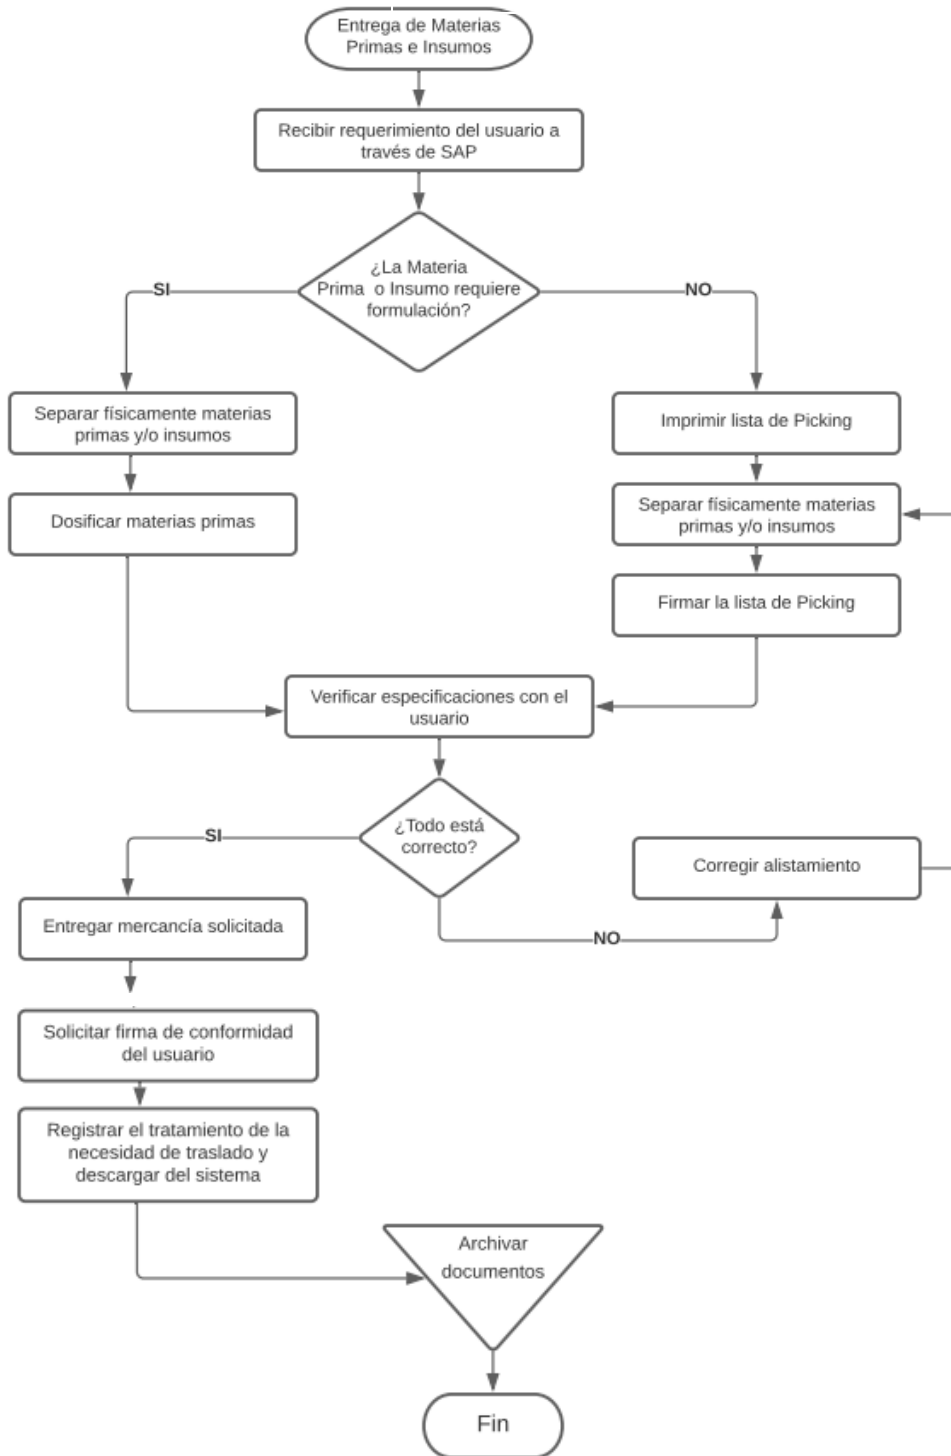 Entrega de Materias
Primas e Insumos
Recibir requerimiento del usuario a
través de SAP
¿La Materia
Prima o Insumo requiere
formulación?
SI
NO
Separar físicamente materias
primas y/o insumos
Imprimir lista de Picking
Dosificar materias primas
Separar físicamente materias
primas y/o insumos
Firmar la lista de Picking
Verificar especificaciones con el
usuario
¿Todo está
correcto?
SI
Corregir alistamiento
Entregar mercancía solicitada
NO
Solicitar firma de conformidad
del usuario
Registrar el tratamiento de la
necesidad de traslado y
descargar del sistema
Archivar
documentos
Fin